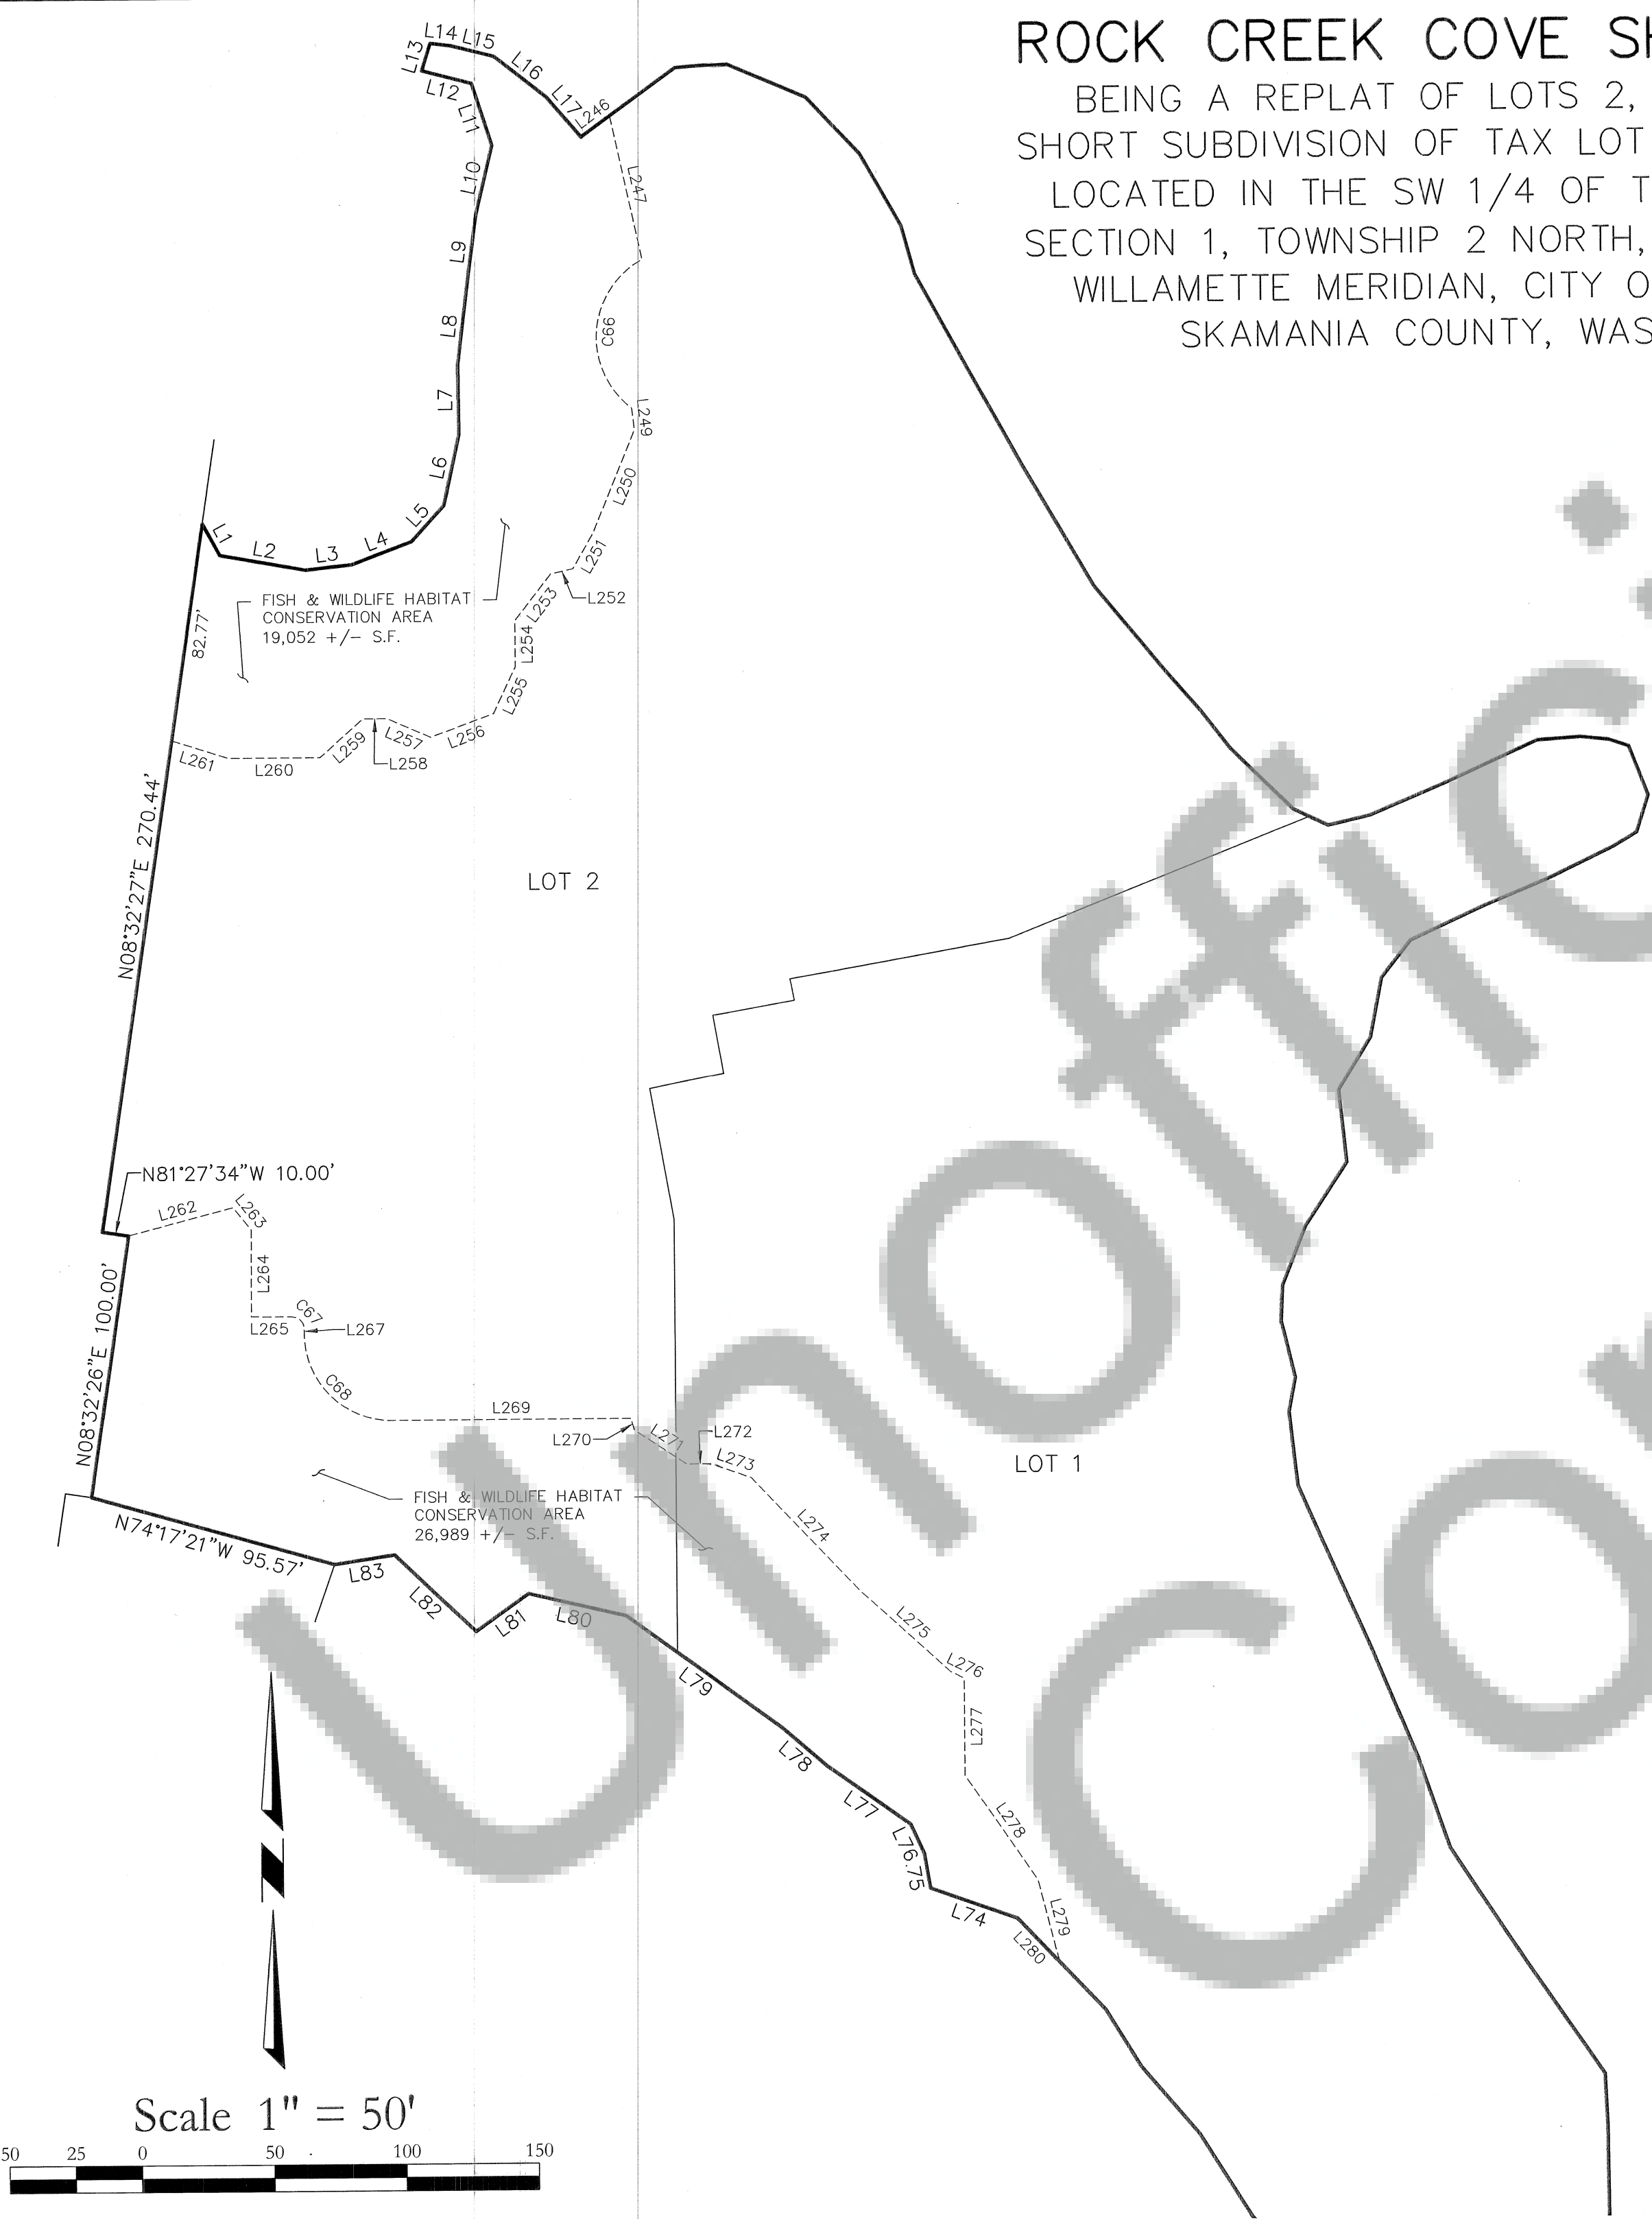 ROCK CREEK COVE SH
BEING A REPLAT OF LOTS 2,
SHORT SUBDIVISION OF TAX LOT
LOCATED IN THE SW 1/4 OF T
SECTION 1, TOWNSHIP 2 NORTH,
WILLAMETTE MERIDIAN, CITY O
SKAMANIA COUNTY, WAS
L14
L15
L13
L12
L16
L17
L246
L11
L10
L247
L9
L8
C66
L7
L249
L6
L250
L5
L1
L2
L3
L4
L251
L252
L253
FISH & WILDLIFE HABITAT
CONSERVATION AREA
19,052 +/- S.F.
82.77'
L254
L255
L256
L257
L258
L259
L260
L261
N08°32'27"E 270.44'
LOT 2
N81°27'34"W 10.00'
L262
L263
L264
L265
C67
L267
C68
N08°32'26"E 100.00'
L269
L270
L271
L272
L273
LOT 1
FISH & WILDLIFE HABITAT
CONSERVATION AREA
26,989 +/- S.F.
N74°17'21"W 95.57'
L83
L82
L81
L80
L79
L274
L275
L276
L277
L78
L77
L76.75
L278
L74
L279
L280
N
Scale 1" = 50'
50 25 0 50 100 150
Unoffic
Co